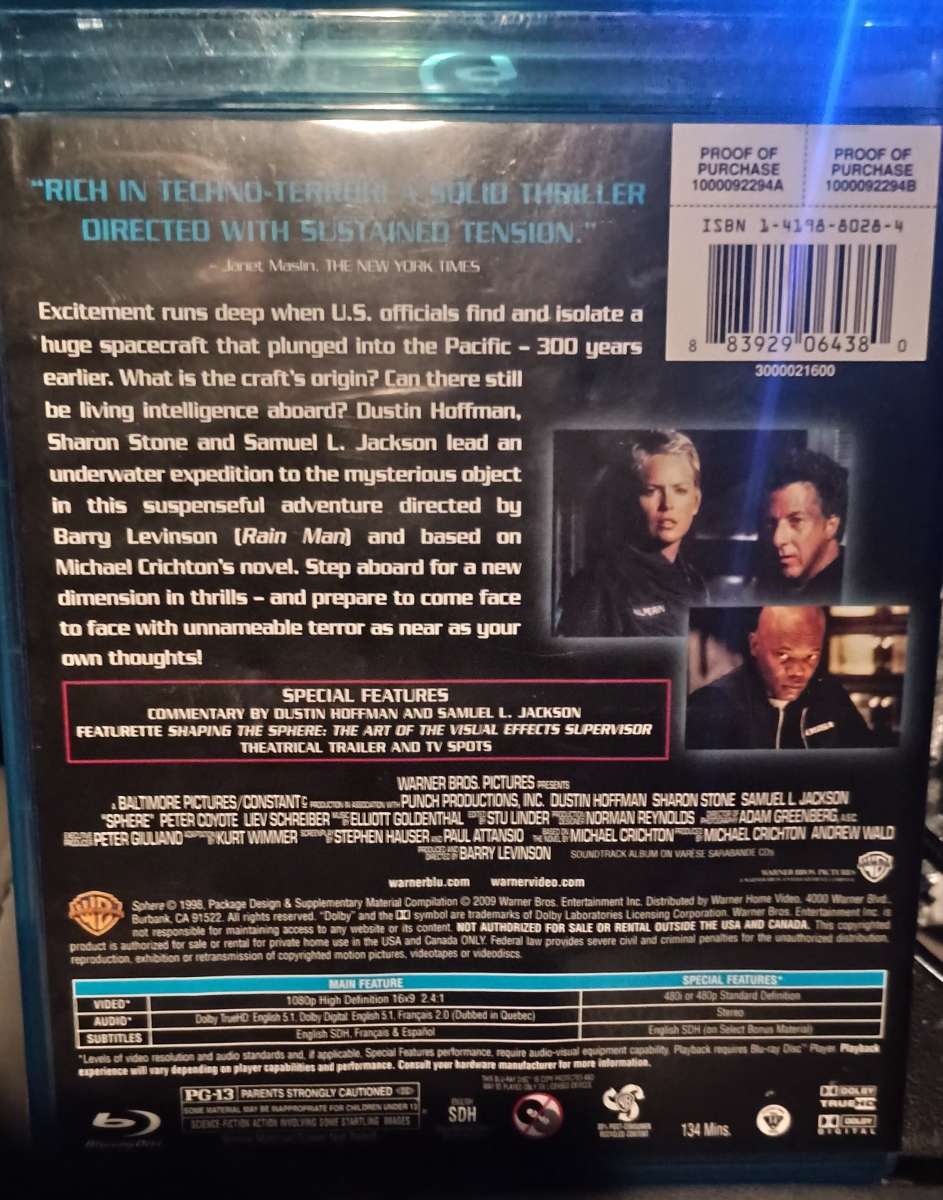 PROOF OF PURCHASE 1000092294A
PROOF OF PURCHASE 1000092294B
ISBN 1-4198-8028-4
8 83929 06438 0
3000021600
"RICH IN TECHNO-TERROR! A SOLID THRILLER
DIRECTED WITH SUSTAINED TENSION."
- Janet Maslin, THE NEW YORK TIMES
Excitement runs deep when U.S. officials find and isolate a
huge spacecraft that plunged into the Pacific – 300 years
earlier. What is the craft's origin? Can there still
be living intelligence aboard? Dustin Hoffman,
Sharon Stone and Samuel L. Jackson lead an
underwater expedition to the mysterious object
in this suspenseful adventure directed by
Barry Levinson (Rain Man) and based on
Michael Crichton's novel. Step aboard for a new
dimension in thrills – and prepare to come face
to face with unnameable terror as near as your
own thoughts!
SPECIAL FEATURES
COMMENTARY BY DUSTIN HOFFMAN AND SAMUEL L. JACKSON
FEATURETTE SHAPING THE SPHERE: THE ART OF THE VISUAL EFFECTS SUPERVISOR
THEATRICAL TRAILER AND TV SPOTS
WARNER BROS. PICTURES PRESENTS
A BALTIMORE PICTURES/CONSTANT C PRODUCTION IN ASSOCIATION WITH PUNCH PRODUCTIONS, INC. DUSTIN HOFFMAN SHARON STONE SAMUEL L. JACKSON
"SPHERE" PETER COYOTE LIEV SCHREIBER ELLIOTT GOLDENTHAL STU LINDER NORMAN REYNOLDS ADAM GREENBERG, ASC
PETER GIULIANO KURT WIMMER STEPHEN HAUSER AND PAUL ATTANASIO MICHAEL CRICHTON MICHAEL CRICHTON ANDREW WALD
PRODUCED AND DIRECTED BY BARRY LEVINSON SOUNDTRACK ALBUM ON VARÈSE SARABANDE CDs
WARNER BROS. PICTURES
warnerblu.com warnervideo.com
Sphere © 1998. Package Design & Supplementary Material Compilation © 2009 Warner Bros. Entertainment Inc. Distributed by Warner Home Video, 4000 Warner Blvd.
Burbank, CA 91522. All rights reserved. "Dolby" and the symbol are trademarks of Dolby Laboratories Licensing Corporation. Warner Bros. Entertainment Inc. is
not responsible for maintaining access to any website or its content. NOT AUTHORIZED FOR SALE OR RENTAL OUTSIDE THE USA AND CANADA. This copyrighted
product is authorized for sale or rental for private home use in the USA and Canada ONLY. Federal law provides severe civil and criminal penalties for the unauthorized distribution,
reproduction, exhibition or retransmission of copyrighted motion pictures, videotapes or videodiscs.
MAIN FEATURE SPECIAL FEATURES*
VIDEO* 1080p High Definition 16x9 2.4:1 480i or 480p Standard Definition
AUDIO* Dolby TrueHD: English 5.1, Dolby Digital: English 5.1, Français 2.0 (Dubbed in Quebec) Stereo
SUBTITLES English SDH, Français & Español English SDH (on Select Bonus Material)
*Levels of video resolution and audio standards and, if applicable, Special Features performance, require audio-visual equipment capability. Playback requires Blu-ray Disc™ Player. Playback
experience will vary depending on player capabilities and performance. Consult your hardware manufacturer for more information.
PG-13 PARENTS STRONGLY CAUTIONED
SOME MATERIAL MAY BE INAPPROPRIATE FOR CHILDREN UNDER 13
SCIENCE-FICTION ACTION INVOLVING SOME STARTLING IMAGES
Blu-ray Disc
ENGLISH SDH
134 Mins.
DOLBY TRUEHD
DOLBY DIGITAL